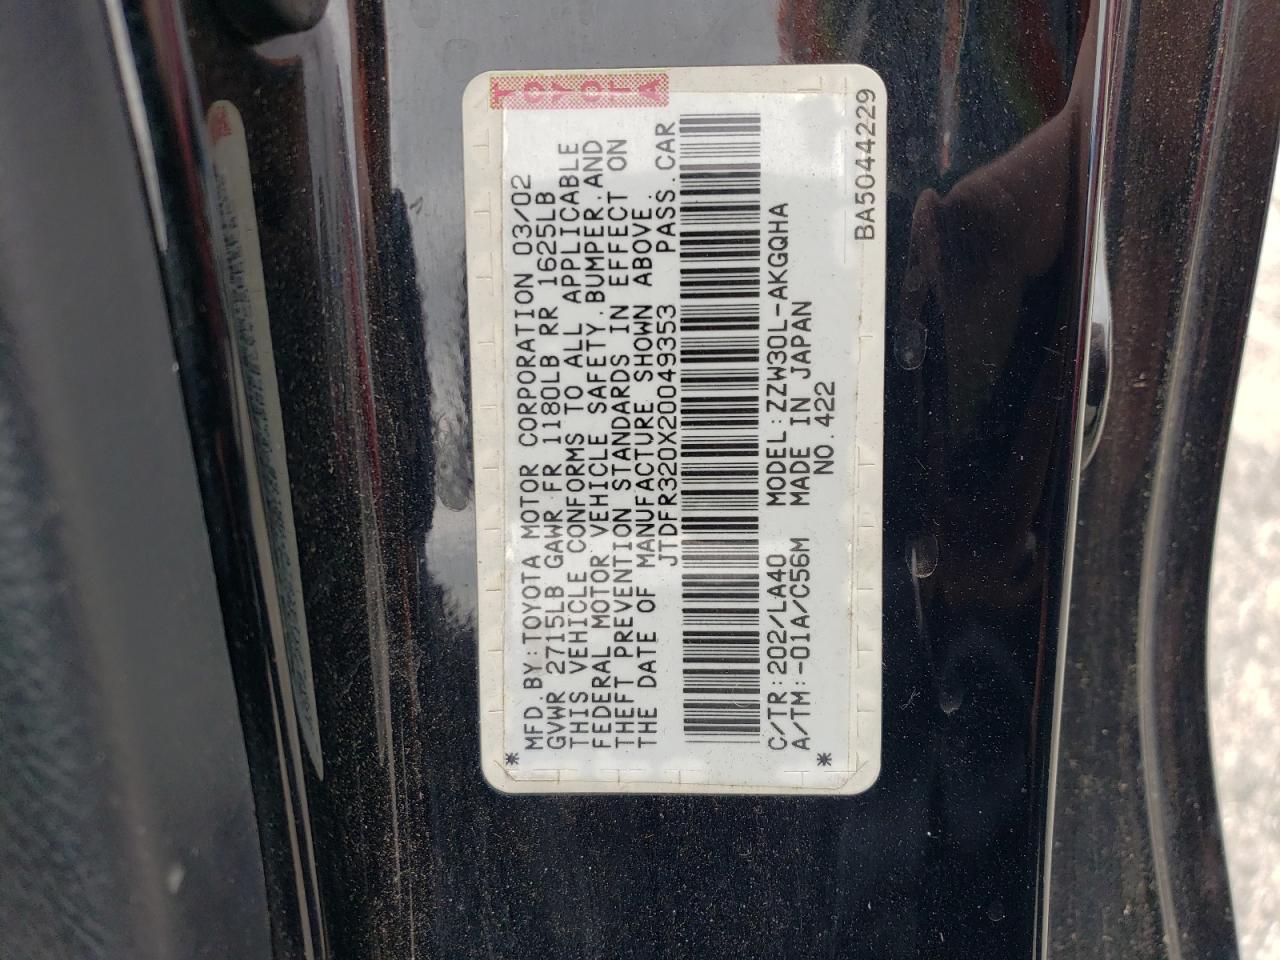 TOYOTA
MFD.BY:TOYOTA MOTOR CORPORATION 03/02
GVWR 2715LB GAWR FR 1180LB RR 1625LB
THIS VEHICLE CONFORMS TO ALL APPLICABLE
FEDERAL MOTOR VEHICLE SAFETY.BUMPER.AND
THEFT PREVENTION STANDARDS IN EFFECT ON
THE DATE OF MANUFACTURE SHOWN ABOVE
JTDFR320X20049353 PASS.CAR
C/TR:202/LA40 MODEL:ZZW30L-AKGQHA
A/TM:-01A/C56M MADE IN JAPAN
* * NO.422
BA5044229